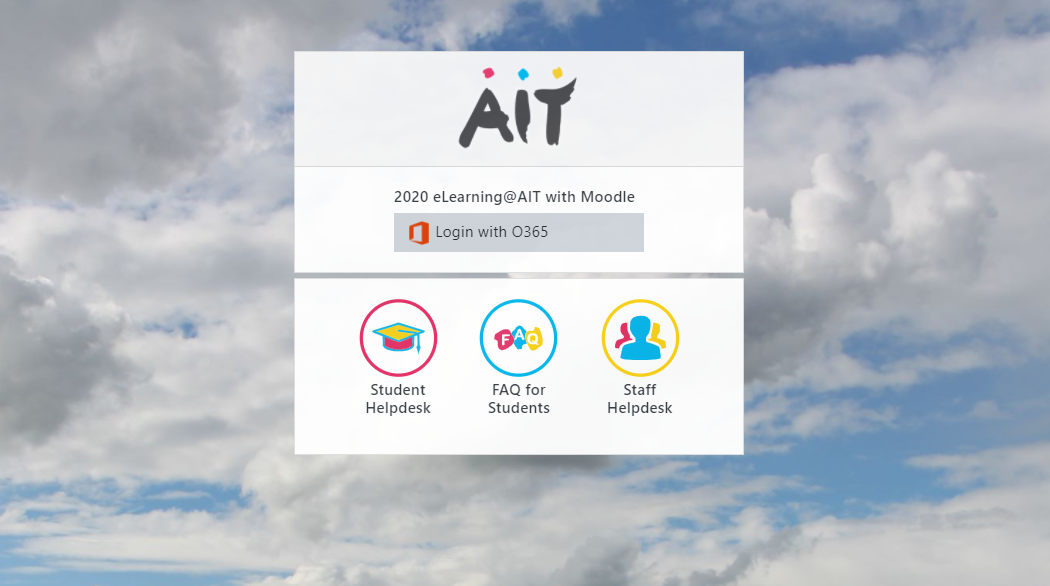 AIT
2020 eLearning@AIT with Moodle
Login with O365
FAQ
Student
Helpdesk
FAQ for
Students
Staff
Helpdesk